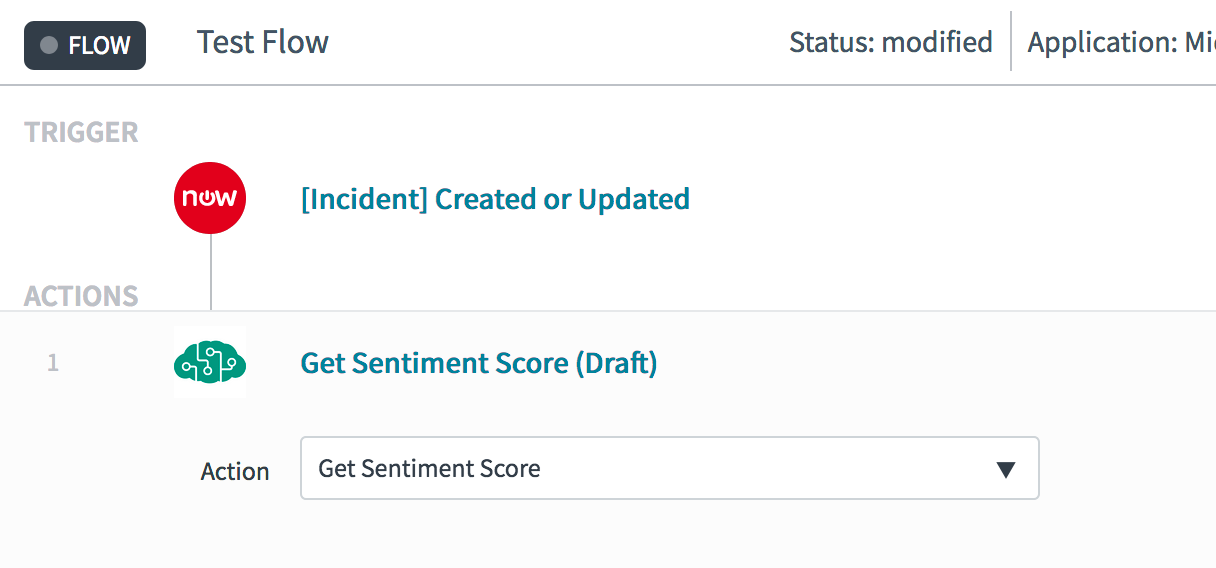 FLOW
Test Flow
Status: modified
Application: Mi
TRIGGER
now
[Incident] Created or Updated
ACTIONS
1
Get Sentiment Score (Draft)
Action
Get Sentiment Score